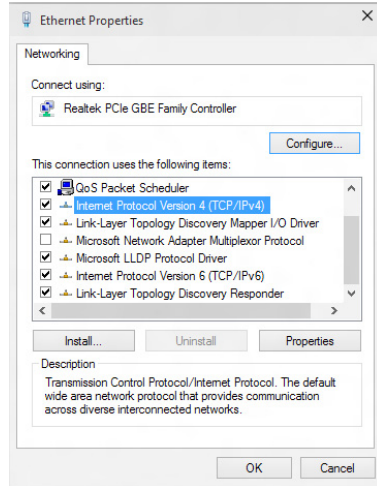 Ethernet Properties
Networking
Connect using:
Realtek PCIe GBE Family Controller
Configure...
This connection uses the following items:
QoS Packet Scheduler
Internet Protocol Version 4 (TCP/IPv4)
Link-Layer Topology Discovery Mapper I/O Driver
Microsoft Network Adapter Multiplexor Protocol
Microsoft LLDP Protocol Driver
Internet Protocol Version 6 (TCP/IPv6)
Link-Layer Topology Discovery Responder
Install... Uninstall Properties
Description
Transmission Control Protocol/Internet Protocol. The default
wide area network protocol that provides communication
across diverse interconnected networks.
OK Cancel